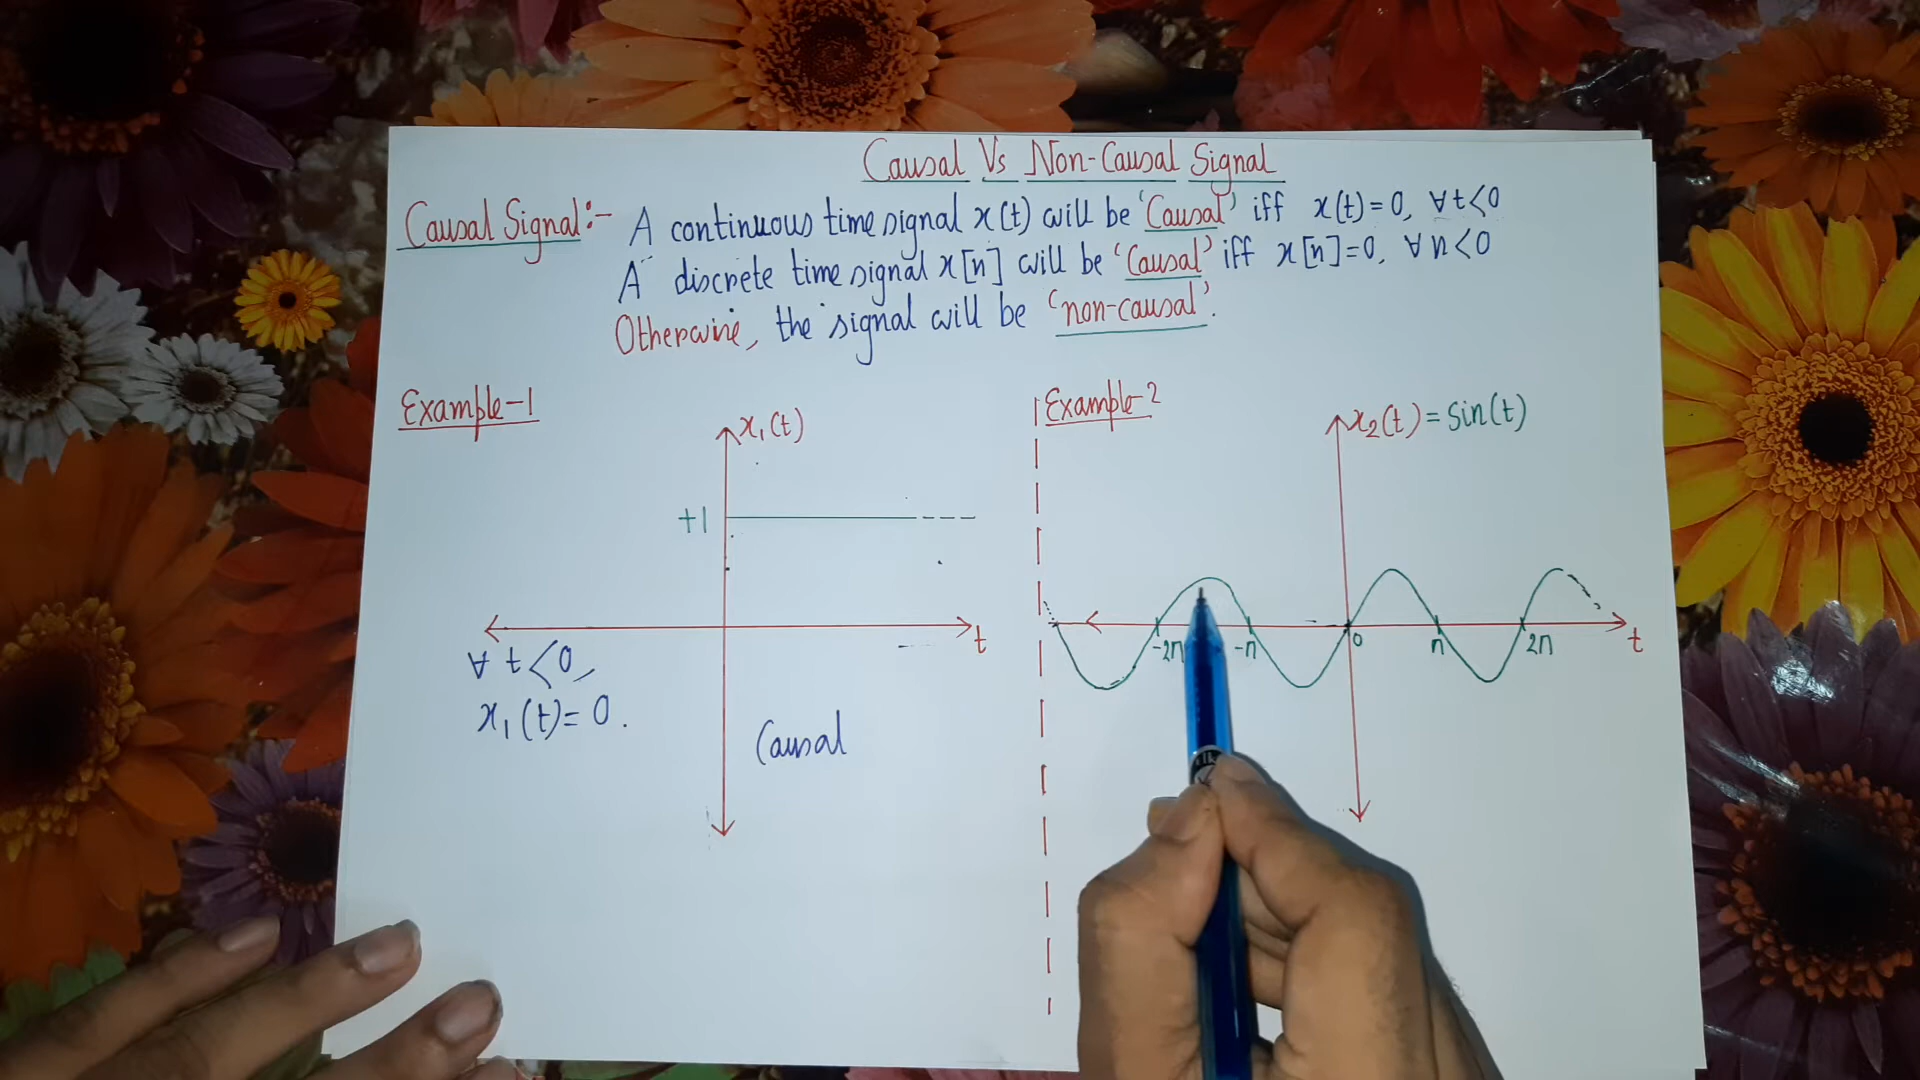 Causal Vs Non-Causal Signal
Causal Signal:- A continuous time signal x(t) will be 'Causal' iff x(t)=0, ∀t<0
A discrete time signal x[n] will be 'Causal' iff x[n]=0, ∀n<0
Otherwise, the signal will be 'non-causal'.
Example-1
x₁(t)
+1
t
∀ t<0,
x₁(t)=0.
Causal
Example-2
x₂(t)=Sin(t)
-2π -π 0 π 2π t